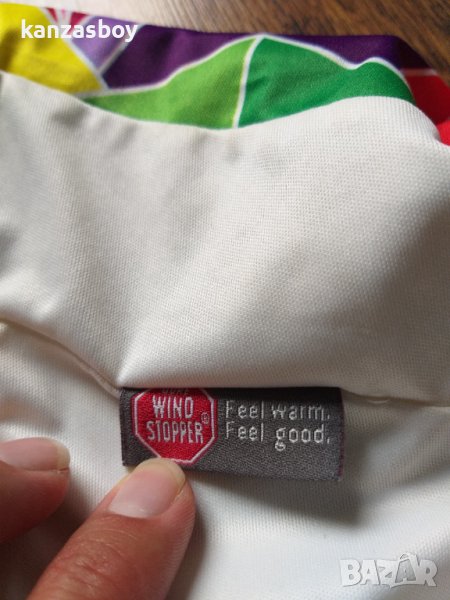 kanzasboy
WIND
STOPPER®
Feel warm.
Feel good.
BAZAR